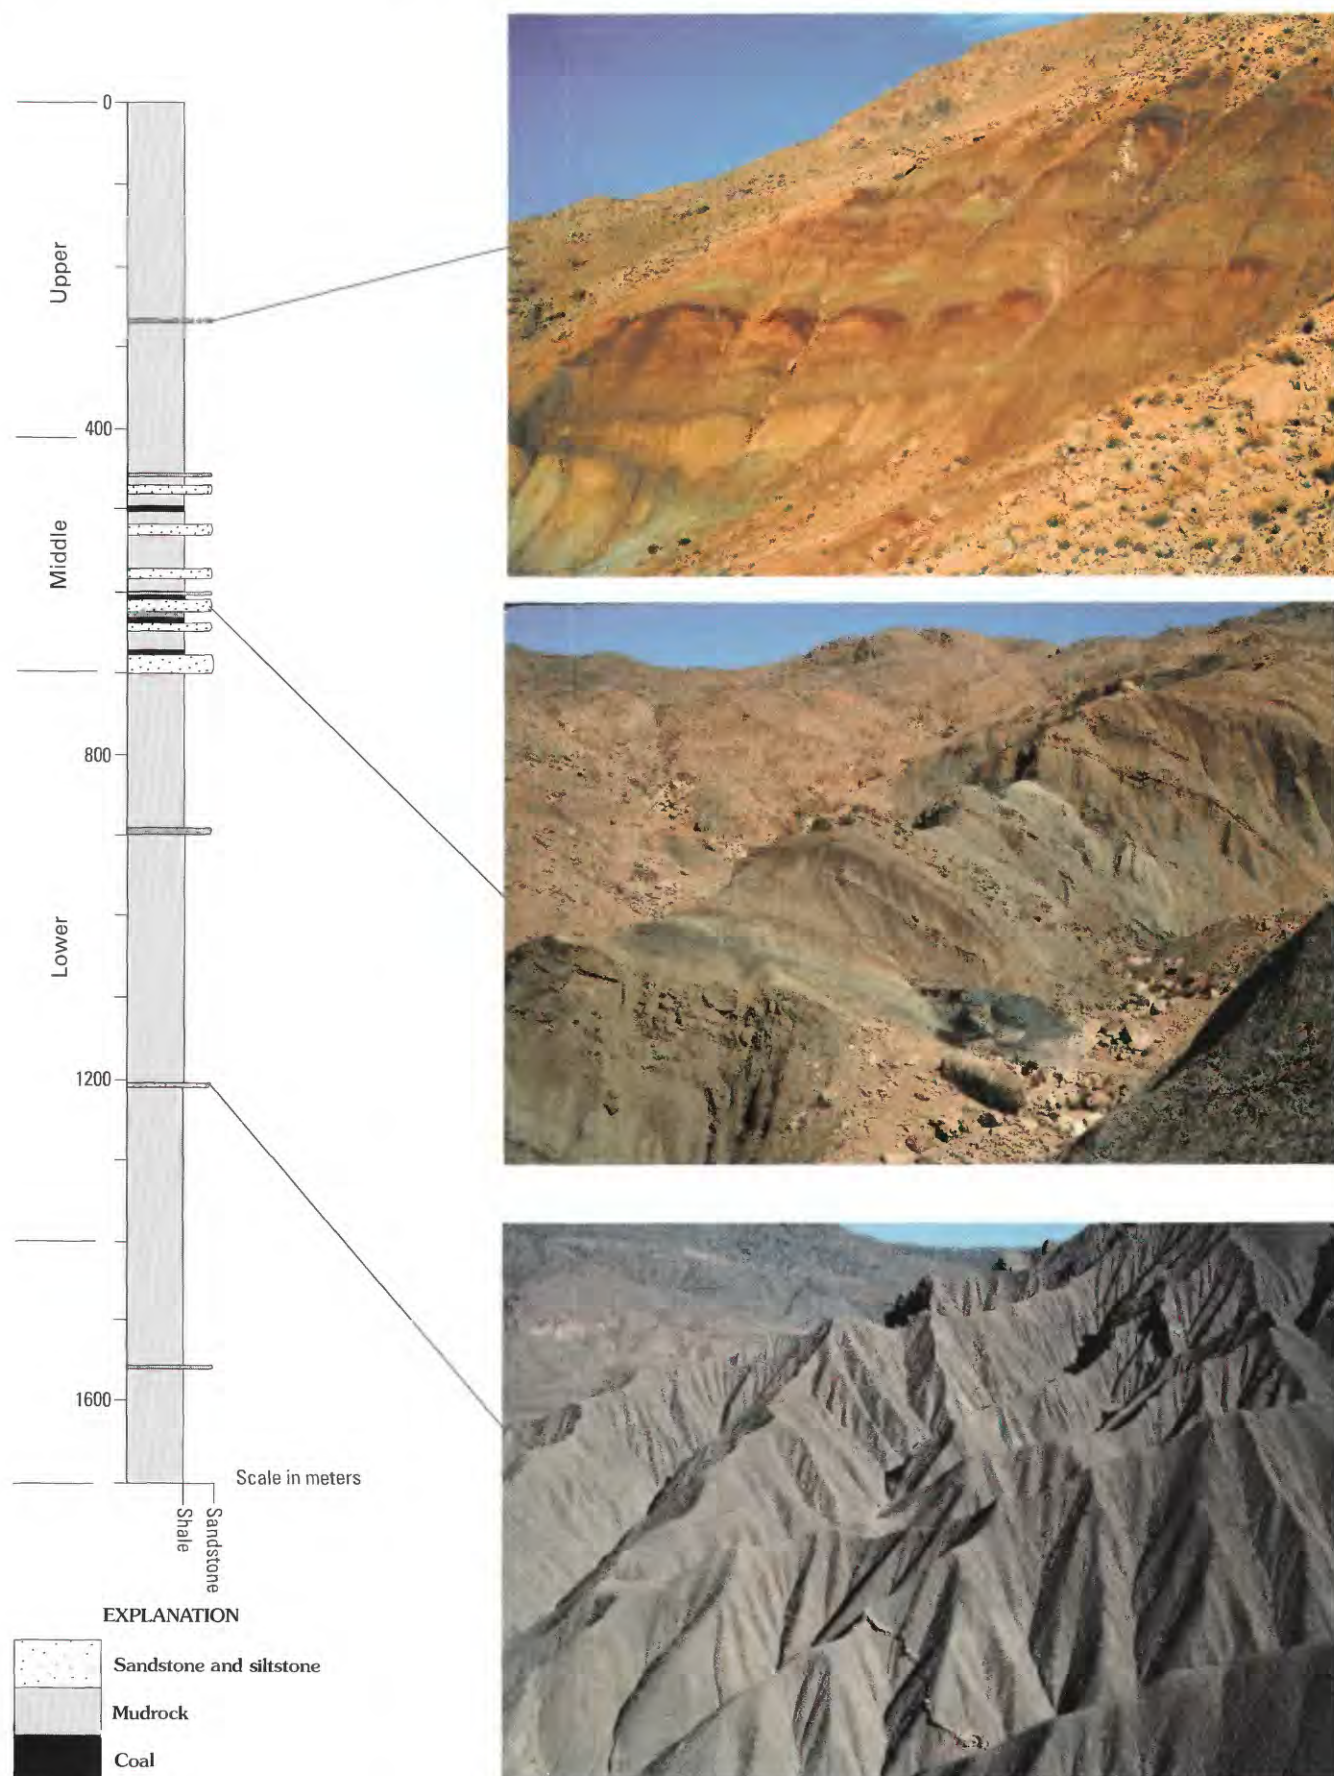 0
Upper
400
Middle
800
Lower
1200
1600
Scale in meters
Shale
Sandstone
EXPLANATION
Sandstone and siltstone
Mudrock
Coal